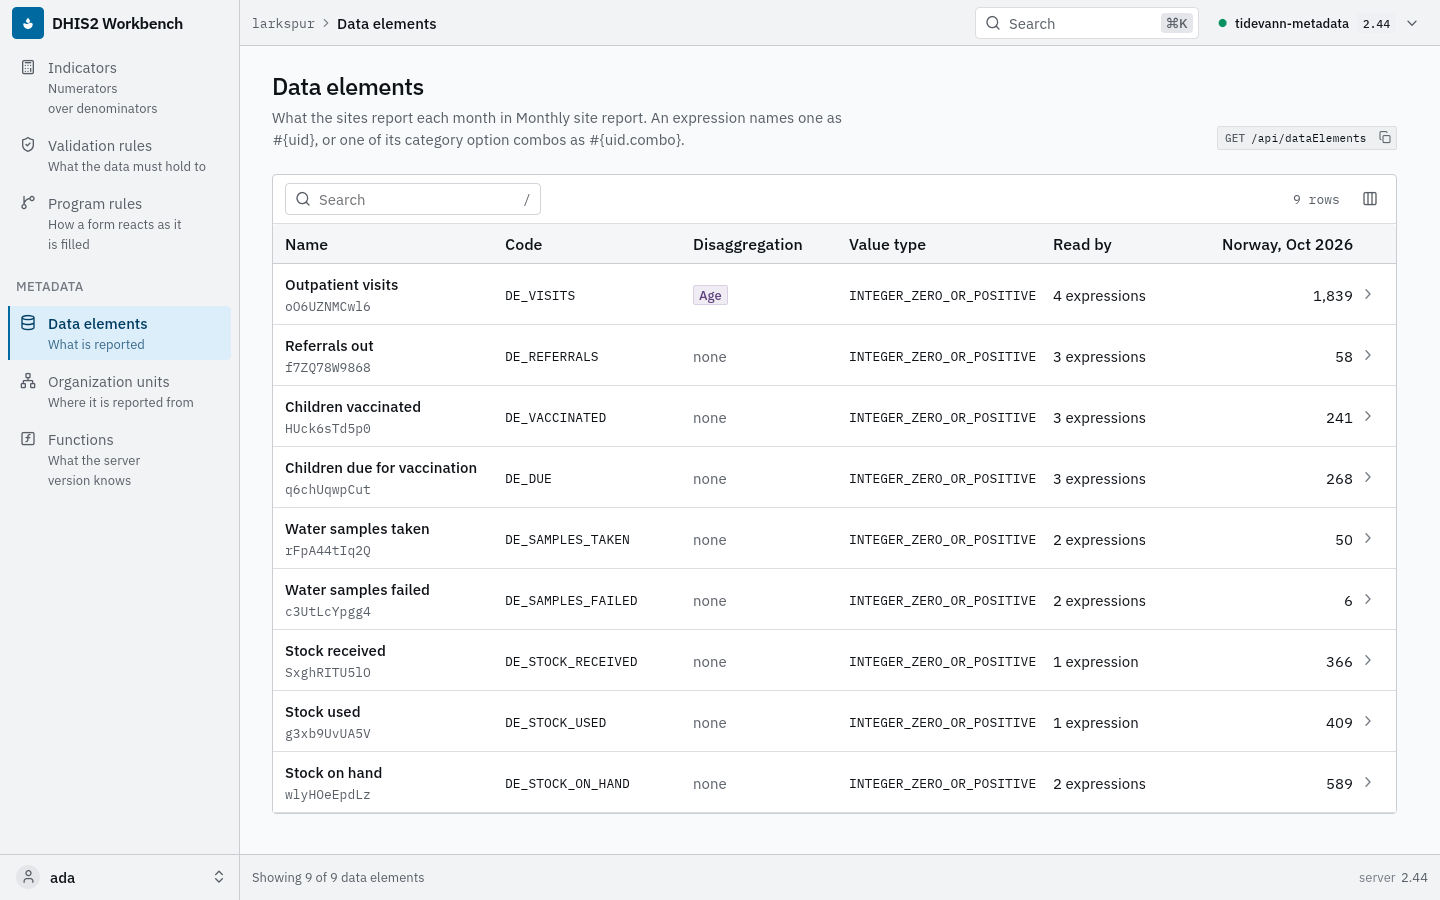 DHIS2 Workbench
Indicators
Numerators
over denominators
Validation rules
What the data must hold to
Program rules
How a form reacts as it
is filled
METADATA
Data elements
What is reported
Organization units
Where it is reported from
Functions
What the server
version knows
ada
larkspur > Data elements
Search ⌘K
tidevann-metadata 2.44
Data elements
What the sites report each month in Monthly site report. An expression names one as
#{uid}, or one of its category option combos as #{uid.combo}.
GET /api/dataElements
Search /
9 rows
Name Code Disaggregation Value type Read by Norway, Oct 2026
Outpatient visits
oO6UZNMCwl6
DE_VISITS Age INTEGER_ZERO_OR_POSITIVE 4 expressions 1,839
Referrals out
f7ZQ78W9868
DE_REFERRALS none INTEGER_ZERO_OR_POSITIVE 3 expressions 58
Children vaccinated
HUck6sTd5p0
DE_VACCINATED none INTEGER_ZERO_OR_POSITIVE 3 expressions 241
Children due for vaccination
q6chUqwpCut
DE_DUE none INTEGER_ZERO_OR_POSITIVE 3 expressions 268
Water samples taken
rFpA44tIq2Q
DE_SAMPLES_TAKEN none INTEGER_ZERO_OR_POSITIVE 2 expressions 50
Water samples failed
c3UtLcYpgg4
DE_SAMPLES_FAILED none INTEGER_ZERO_OR_POSITIVE 2 expressions 6
Stock received
SxghRITU5lO
DE_STOCK_RECEIVED none INTEGER_ZERO_OR_POSITIVE 1 expression 366
Stock used
g3xb9UvUA5V
DE_STOCK_USED none INTEGER_ZERO_OR_POSITIVE 1 expression 409
Stock on hand
wlyHOeEpdLz
DE_STOCK_ON_HAND none INTEGER_ZERO_OR_POSITIVE 2 expressions 589
Showing 9 of 9 data elements
server 2.44